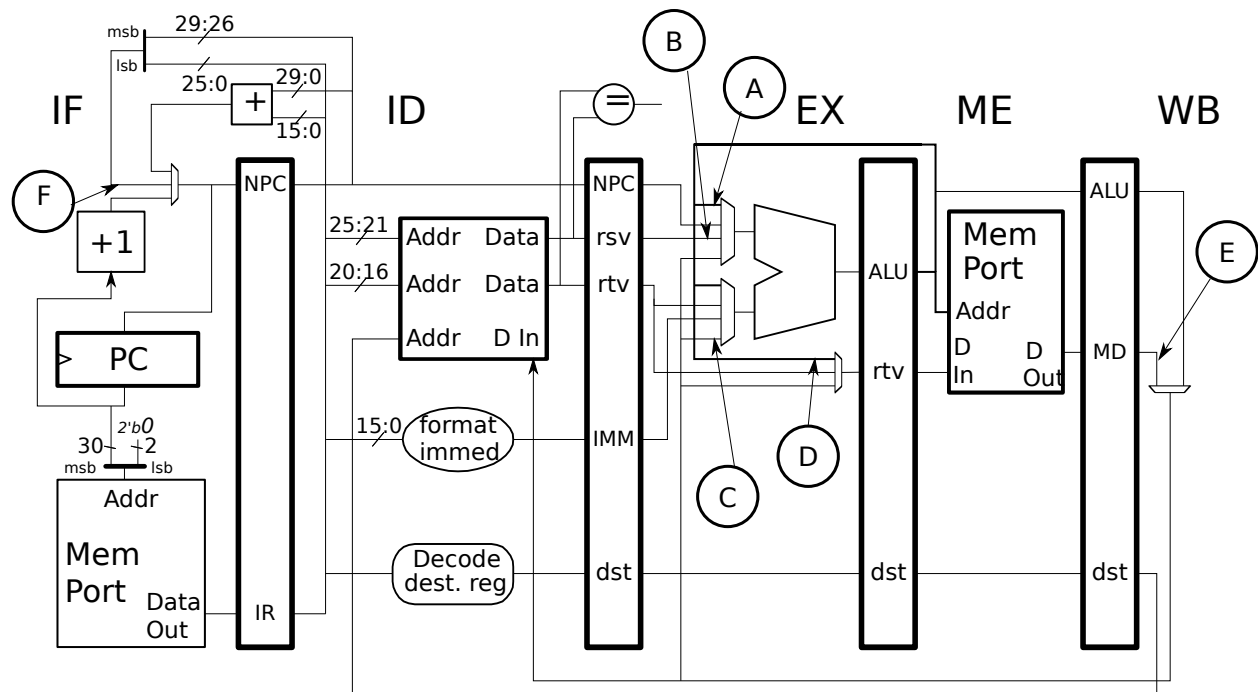 29:26
msb
lsb
25:0
29:0
15:0
+
=
IF
ID
EX
ME
WB
A
B
F
E
D
C
NPC
NPC
ALU
+1
25:21
Addr
Data
rsv
20:16
Addr
Data
rtv
Addr
D In
ALU
Mem
Port
Addr
D
In
D
Out
MD
PC
rtv
2'b0
30
2
msb
lsb
15:0
format
immed
IMM
Addr
Mem
Port
Data
Out
IR
Decode
dest. reg
dst
dst
dst